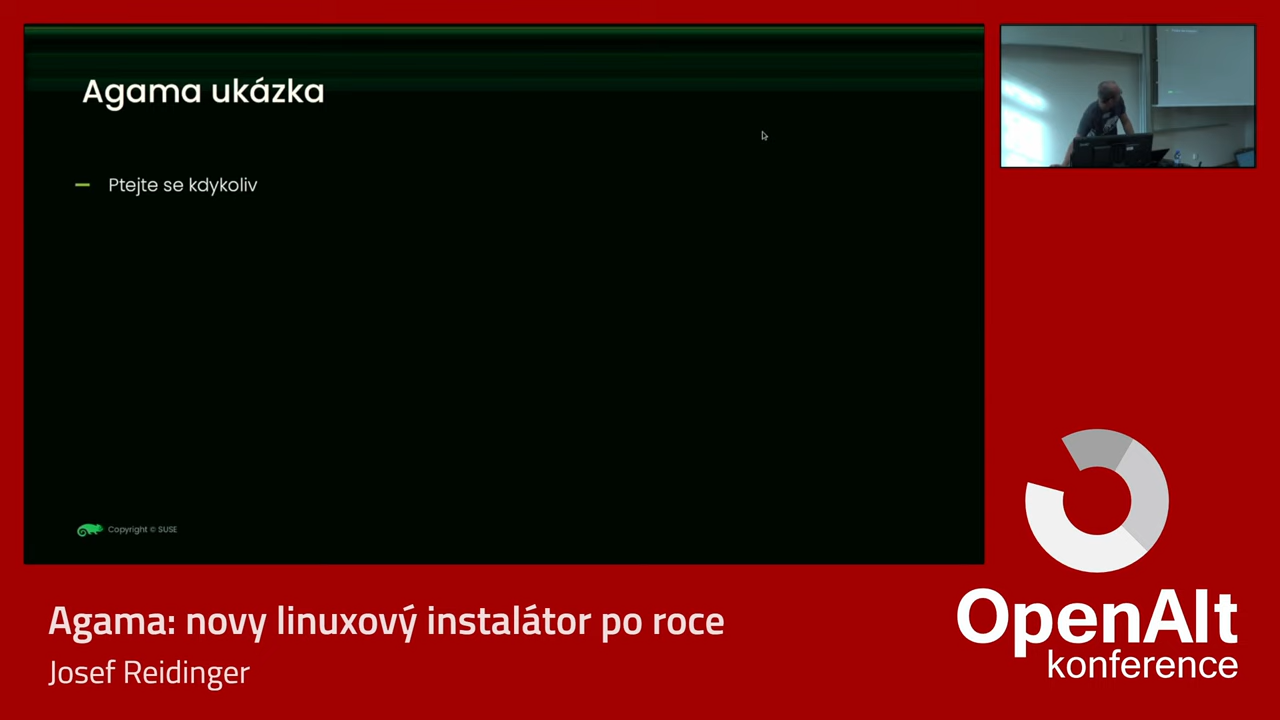 Agama ukázka
Ptejte se kdykoliv
Copyright © SUSE
Agama: novy linuxový instalátor po roce
Josef Reidinger
OpenAlt
konference